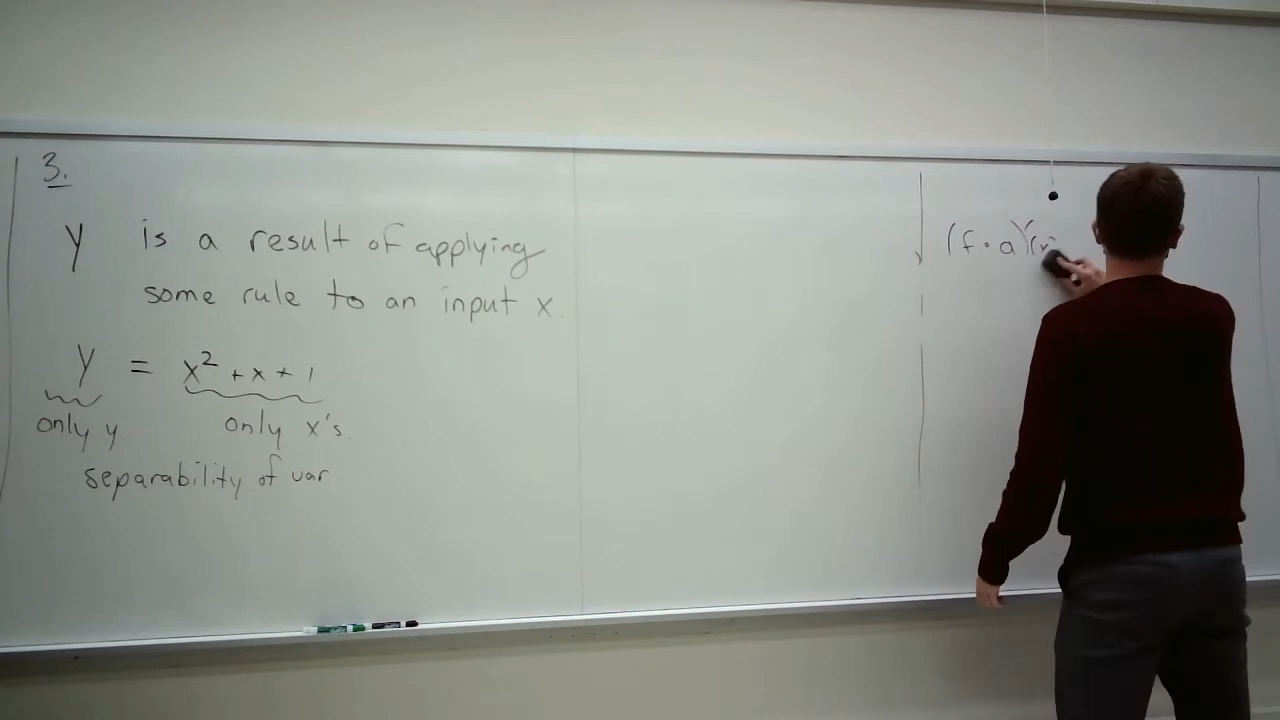 3.
y is a result of applying
some rule to an input x.
y = x² + x + 1
only y only x's
separability of var